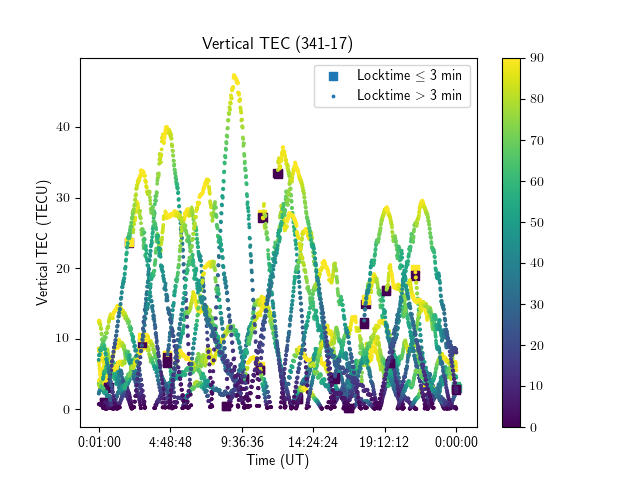 Vertical TEC (341-17)
Locktime ≤ 3 min
Locktime > 3 min
Vertical TEC (TECU)
40
30
20
10
0
0:01:00 4:48:48 9:36:36 14:24:24 19:12:12 0:00:00
Time (UT)
90
80
70
60
50
40
30
20
10
0